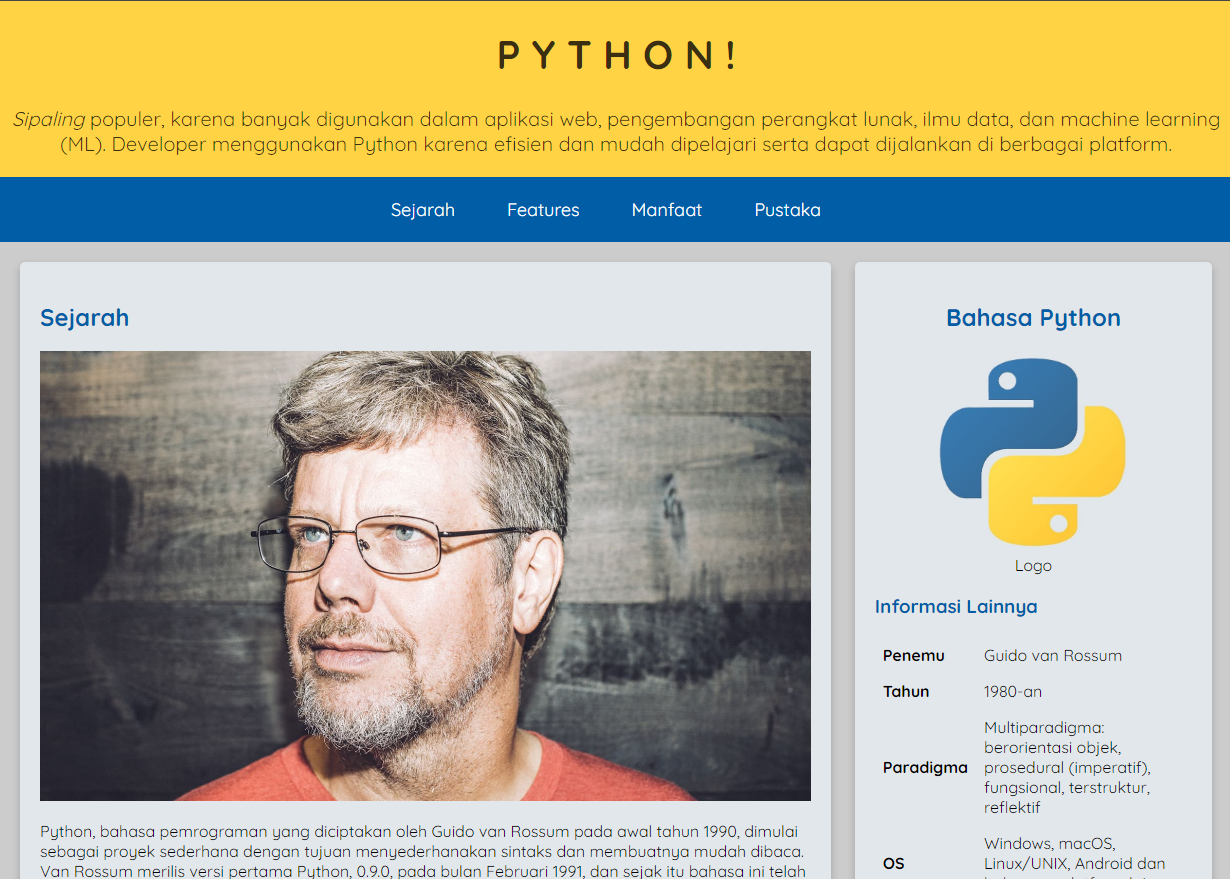 PYTHON!
Sipaling populer, karena banyak digunakan dalam aplikasi web, pengembangan perangkat lunak, ilmu data, dan machine learning
(ML). Developer menggunakan Python karena efisien dan mudah dipelajari serta dapat dijalankan di berbagai platform.
Sejarah Features Manfaat Pustaka
Sejarah
Python, bahasa pemrograman yang diciptakan oleh Guido van Rossum pada awal tahun 1990, dimulai
sebagai proyek sederhana dengan tujuan menyederhanakan sintaks dan membuatnya mudah dibaca.
Van Rossum merilis versi pertama Python, 0.9.0, pada bulan Februari 1991, dan sejak itu bahasa ini telah
Bahasa Python
Logo
Informasi Lainnya
Penemu Guido van Rossum
Tahun 1980-an
Paradigma Multiparadigma:
berorientasi objek,
prosedural (imperatif),
fungsional, terstruktur,
reflektif
OS Windows, macOS,
Linux/UNIX, Android dan